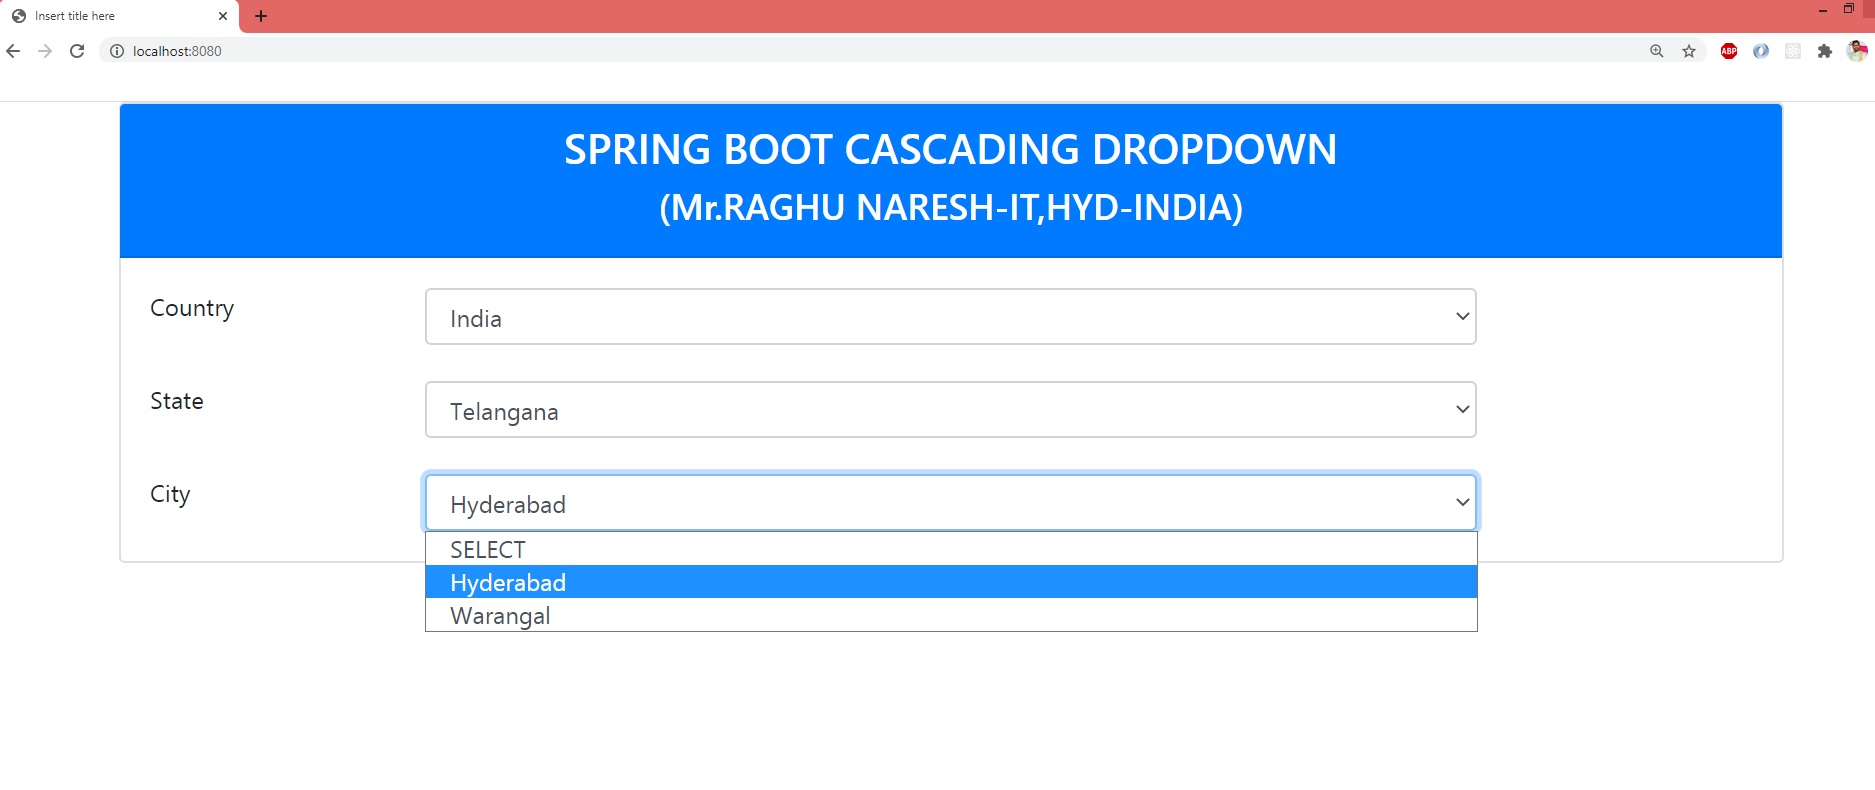 Insert title here
localhost:8080
ABP
SPRING BOOT CASCADING DROPDOWN
(Mr.RAGHU NARESH-IT,HYD-INDIA)
Country
India
State
Telangana
City
Hyderabad
SELECT
Hyderabad
Warangal